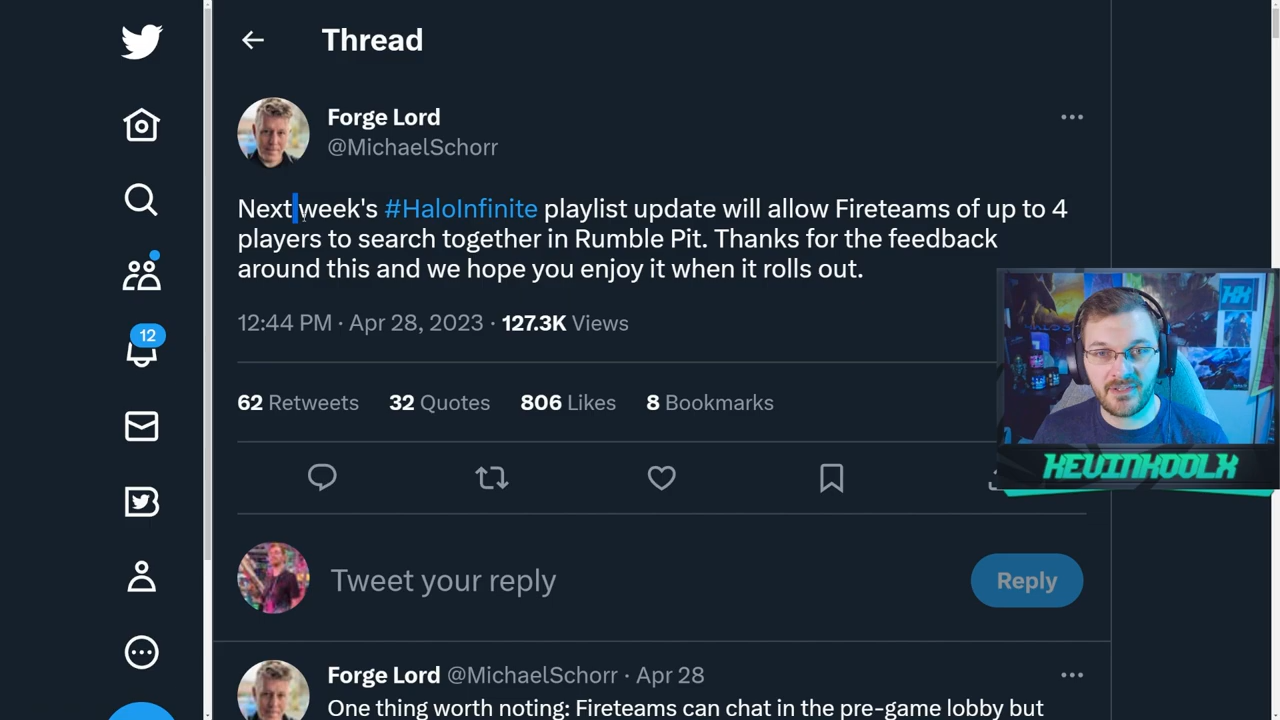 Thread
Forge Lord
@MichaelSchorr
Next week's #HaloInfinite playlist update will allow Fireteams of up to 4
players to search together in Rumble Pit. Thanks for the feedback
around this and we hope you enjoy it when it rolls out.
12:44 PM · Apr 28, 2023 · 127.3K Views
62 Retweets 32 Quotes 806 Likes 8 Bookmarks
12
KEVINKOOLX
Tweet your reply
Reply
Forge Lord @MichaelSchorr · Apr 28
One thing worth noting: Fireteams can chat in the pre-game lobby but